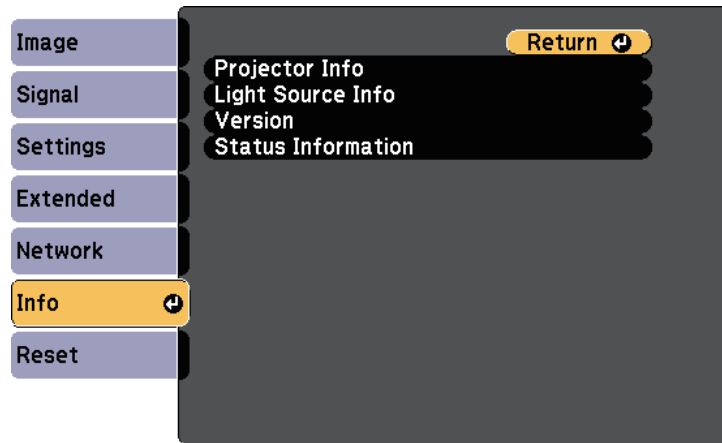 Image
Signal
Settings
Extended
Network
Info
Reset
Return
Projector Info
Light Source Info
Version
Status Information